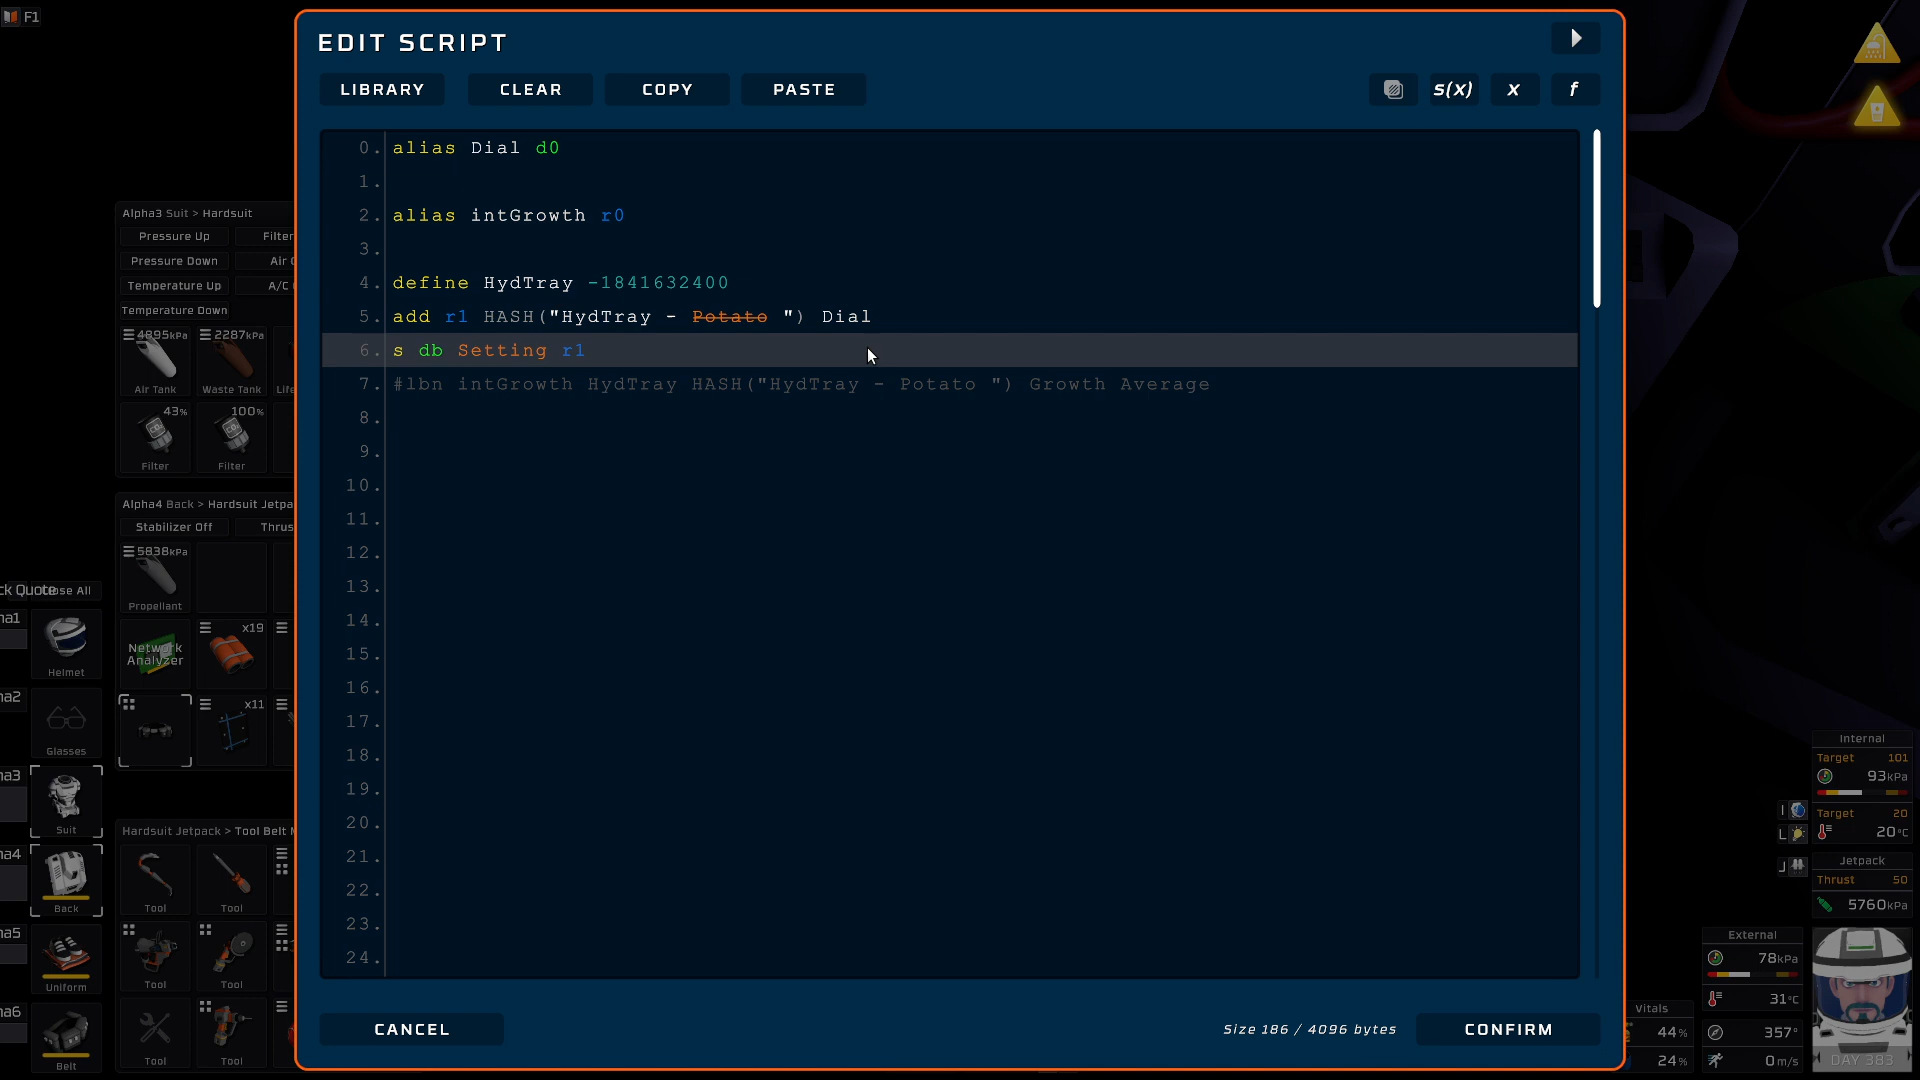 F1
EDIT SCRIPT
LIBRARY CLEAR COPY PASTE
s(x) x f
0. alias Dial d0
1.
2. alias intGrowth r0
3.
4. define HydTray -1841632400
5. add r1 HASH("HydTray - Potato ") Dial
6. s db Setting r1
7. #lbn intGrowth HydTray HASH("HydTray - Potato ") Growth Average
8.
9.
10.
11.
12.
13.
14.
15.
16.
17.
18.
19.
20.
21.
22.
23.
24.
CANCEL
Size 186 / 4096 bytes
CONFIRM
Alpha3 Suit > Hardsuit
Pressure Up
Pressure Down
Temperature Up
Temperature Down
4895kPa 2287kPa
Air Tank Waste Tank
43% 100%
Filter Filter
Alpha4 Back > Hardsuit Jetpa
Stabilizer Off Thrus
5838kPa
Propellant
x19
Network
Analyzer
x11
Hardsuit Jetpack > Tool Belt
Tool Tool
Tool Tool
Tool Tool
Helmet
Glasses
Suit
Back
Uniform
Belt
Internal
Target 101
93kPa
Target 20
20°C
I
L
J
Jetpack
Thrust 50
5760kPa
External
78kPa
31°C
357°
0m/s
Vitals
44%
24%
DAY 383